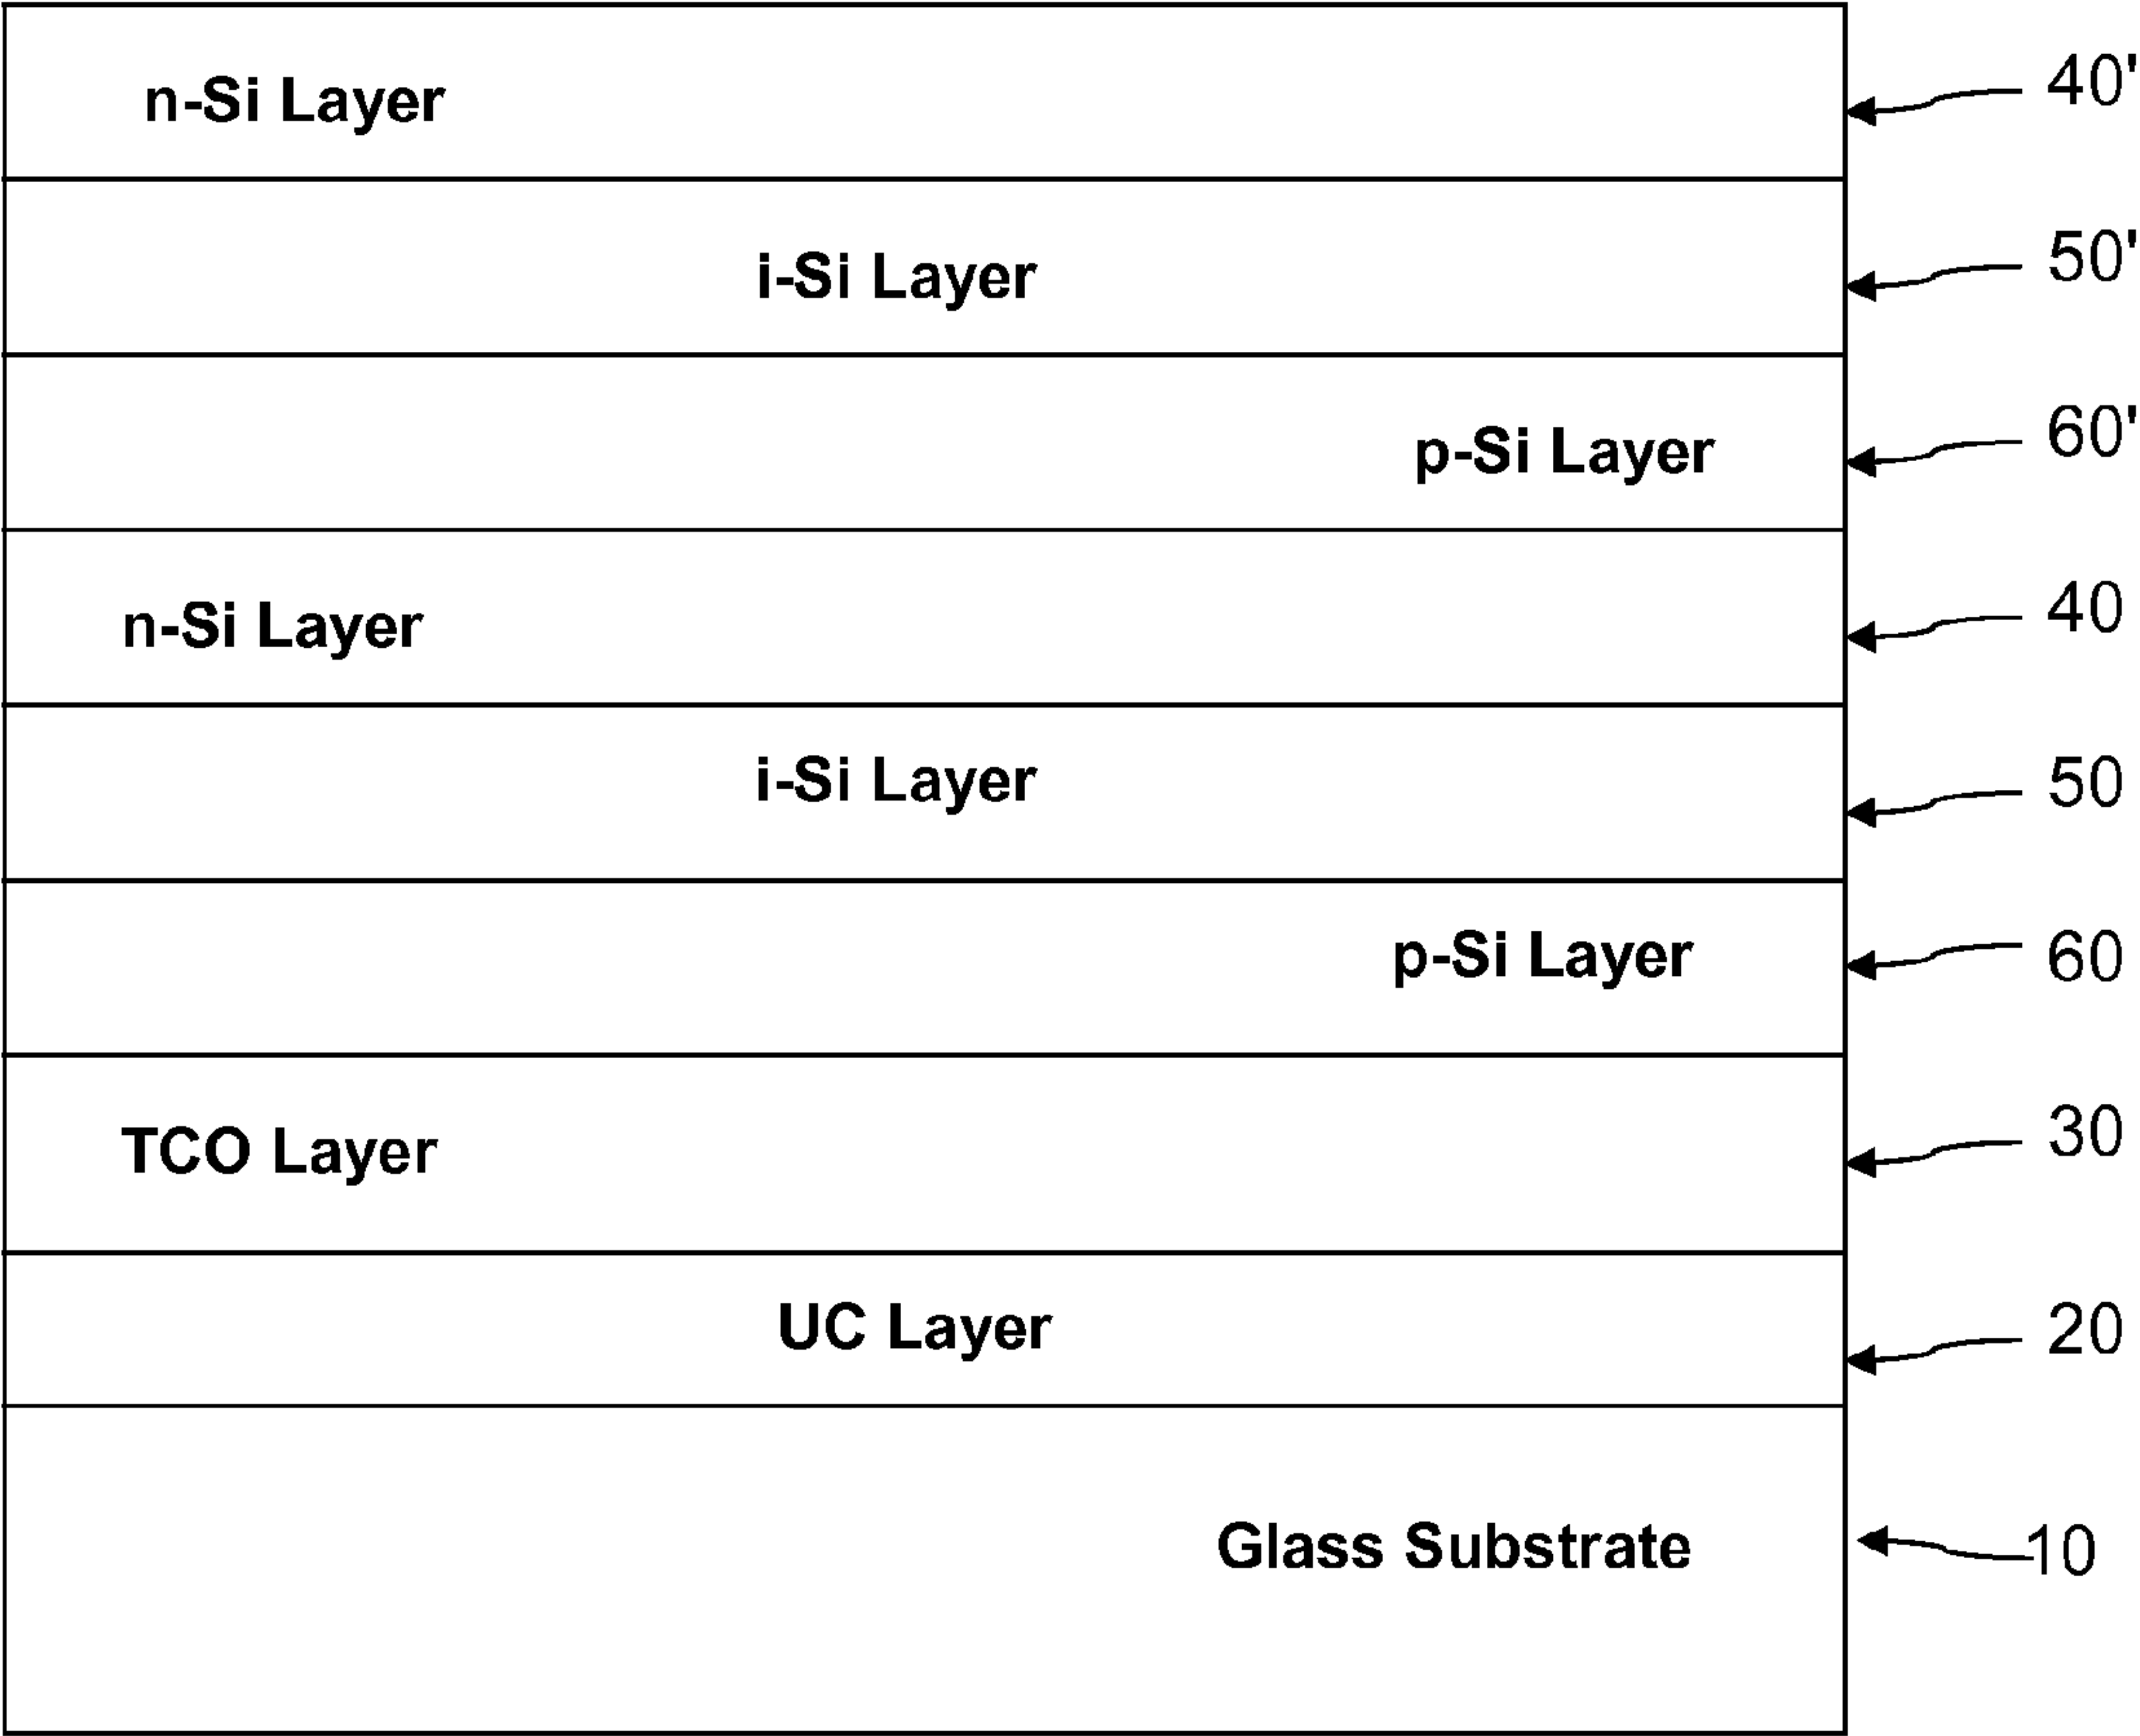 n-Si Layer 40'
i-Si Layer 50'
p-Si Layer 60'
n-Si Layer 40
i-Si Layer 50
p-Si Layer 60
TCO Layer 30
UC Layer 20
Glass Substrate 10